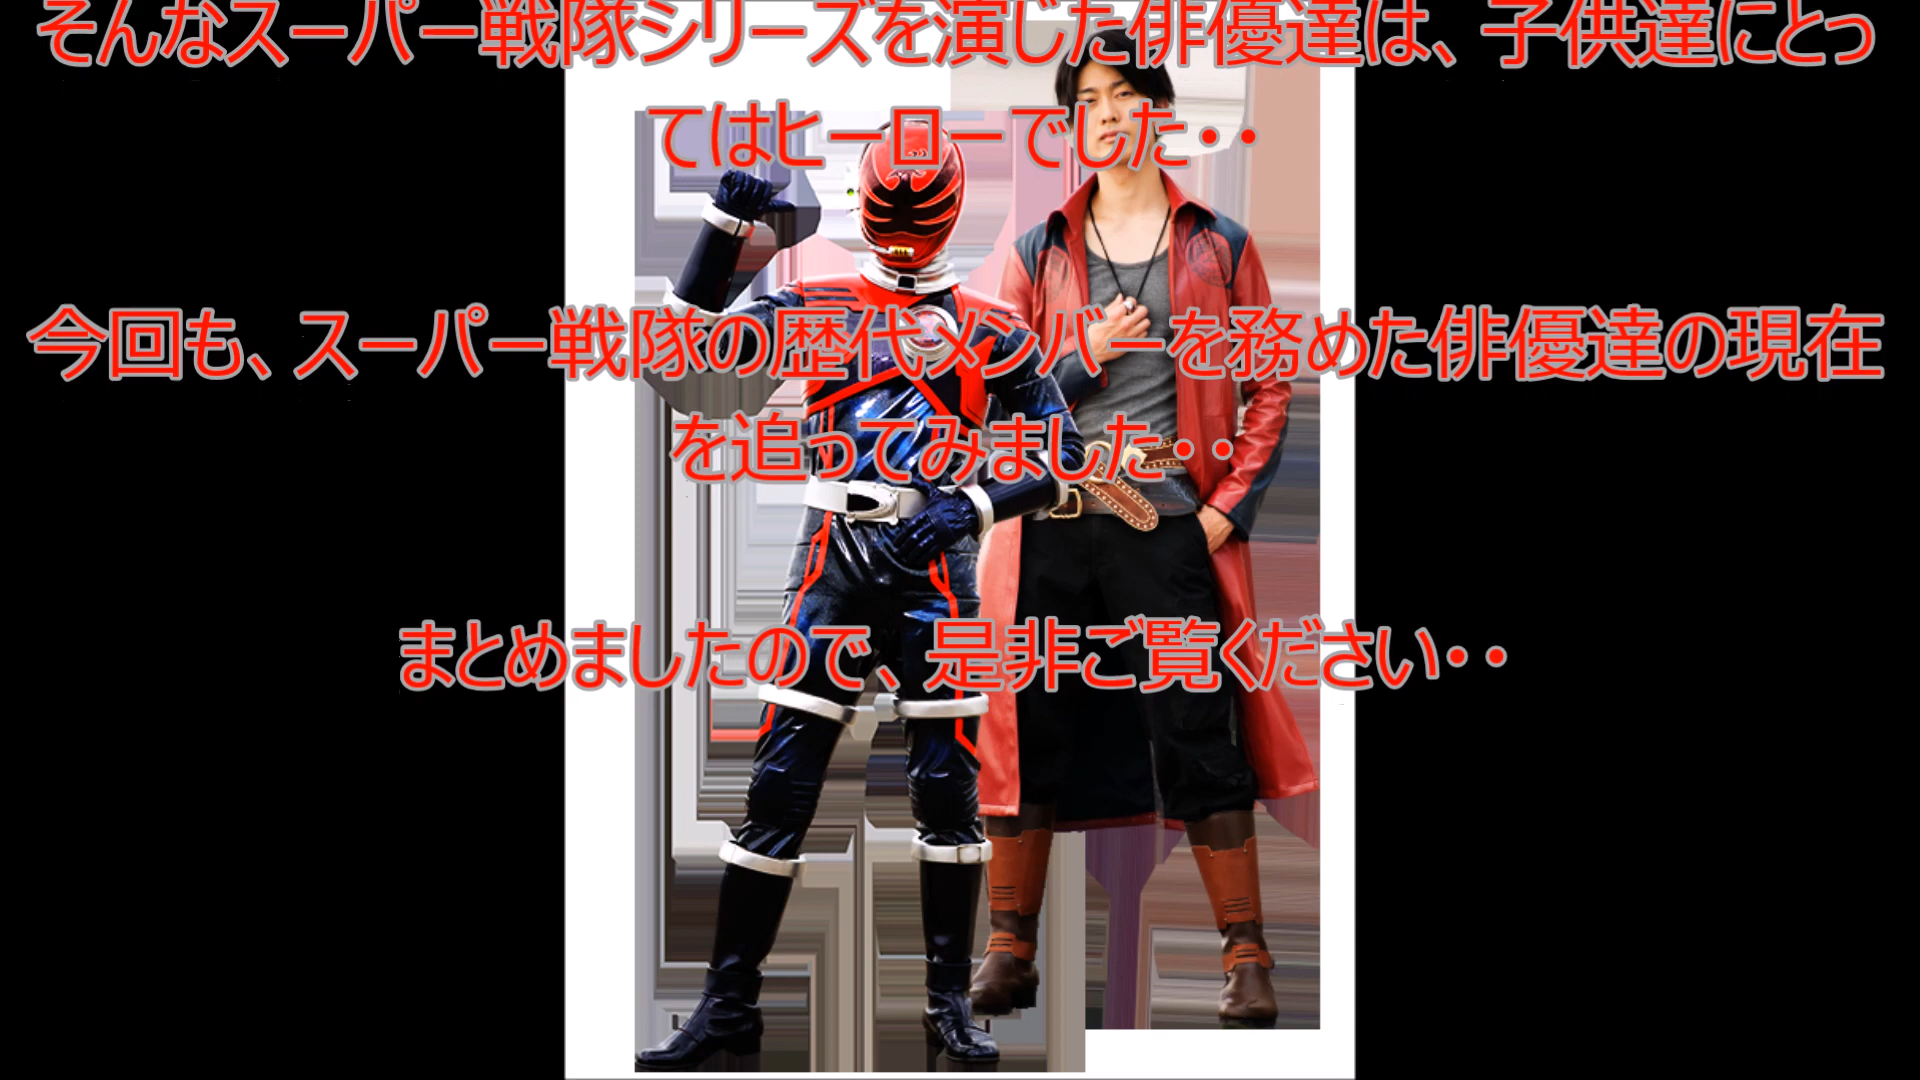 そんなスーパー戦隊シリーズを演じた俳優達は、子供達にとっ
てはヒーローでした・・
今回も、スーパー戦隊の歴代メンバーを務めた俳優達の現在
を追ってみました・・
まとめましたので、是非ご覧ください・・